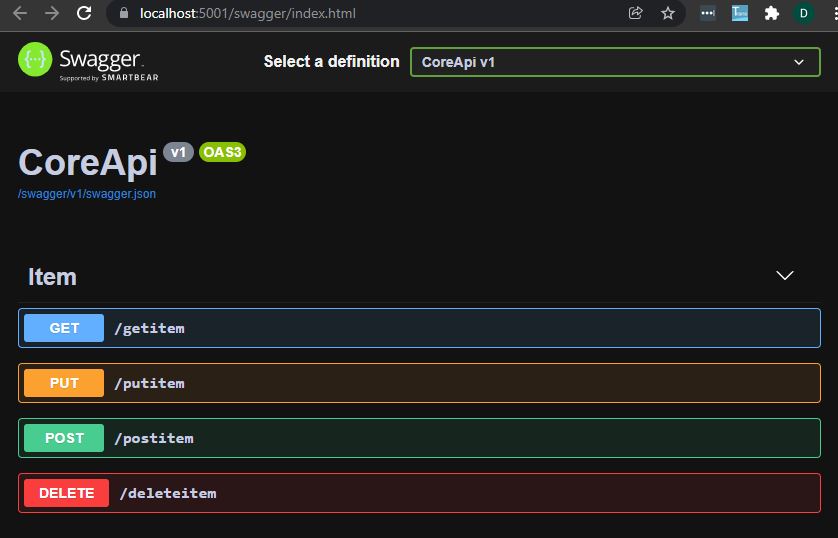 localhost:5001/swagger/index.html
D
Swagger
Supported by SMARTBEAR
Select a definition
CoreApi v1
CoreApi v1 OAS3
/swagger/v1/swagger.json
Item
GET /getitem
PUT /putitem
POST /postitem
DELETE /deleteitem